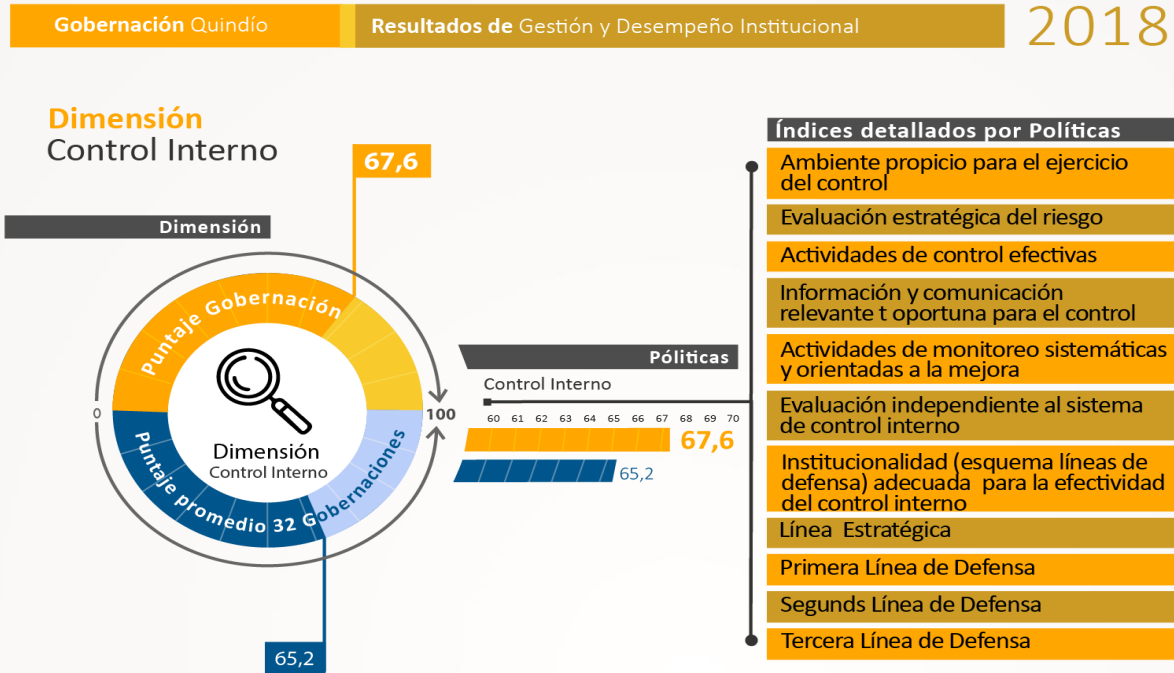 Gobernación Quindío
Resultados de Gestión y Desempeño Institucional
2018
Dimensión
Control Interno
67,6
Dimensión
Puntaje Gobernación
0
100
Dimensión
Control Interno
Puntaje promedio 32 Gobernaciones
65,2
Póliticas
Control Interno
60 61 62 63 64 65 66 67 68 69 70
67,6
65,2
Índices detallados por Políticas
Ambiente propicio para el ejercicio
del control
Evaluación estratégica del riesgo
Actividades de control efectivas
Información y comunicación
relevante t oportuna para el control
Actividades de monitoreo sistemáticas
y orientadas a la mejora
Evaluación independiente al sistema
de control interno
Institucionalidad (esquema líneas de
defensa) adecuada para la efectividad
del control interno
Línea Estratégica
Primera Línea de Defensa
Segunds Línea de Defensa
Tercera Línea de Defensa